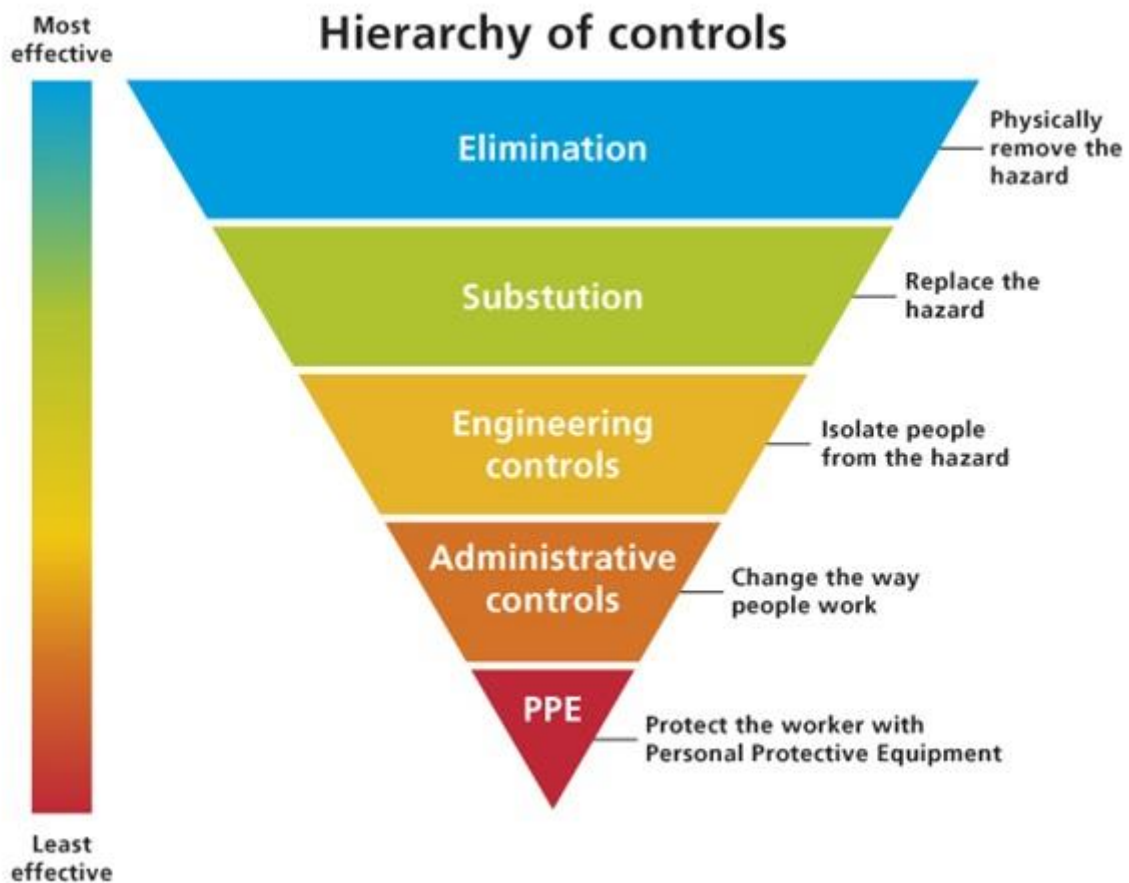 Most
effective
Hierarchy of controls
Elimination
Physically
remove the
hazard
Substution
Replace the
hazard
Engineering
controls
Isolate people
from the hazard
Administrative
controls
Change the way
people work
PPE
Protect the worker with
Personal Protective Equipment
Least
effective